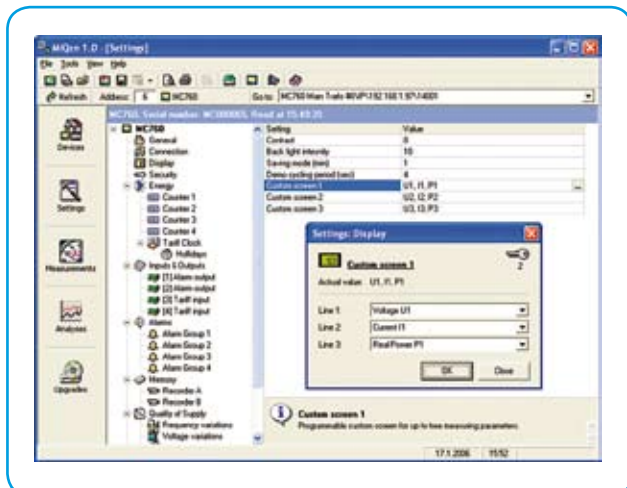 MiQen 1.0 - [Settings]
File Tools View Help
Refresh Address: 6 MC760 Go to:
MC760, Serial number: MC000003, Read at 15:49:25
Devices
Settings
Measurements
Analyses
Upgrades
MC760
General
Connection
Display
Security
Energy
Counter 1
Counter 2
Counter 3
Counter 4
Tariff Clock
Holidays
Inputs & Outputs
[1] Alarm output
[2] Alarm output
[3] Tariff input
[4] Tariff input
Alarms
Alarm Group 1
Alarm Group 2
Alarm Group 3
Alarm Group 4
Memory
Recorder A
Recorder B
Quality of Supply
Frequency variations
Voltage variations
Setting Value
Contrast 0
Back light intensity 10
Saving mode (min) 1
Demo cycling period (sec) 4
Custom screen 1 U1, I1, P1
Custom screen 2 U2, I2, P2
Custom screen 3 U3, I3, P3
Settings: Display
Custom screen 1
2
Actual value: U1, I1, P1
Line 1 Voltage U1
Line 2 Current I1
Line 3 Real Power P1
OK Close
Custom screen 1
Programmable custom screen for up to free measuring parameters.
17.1.2006 15:52